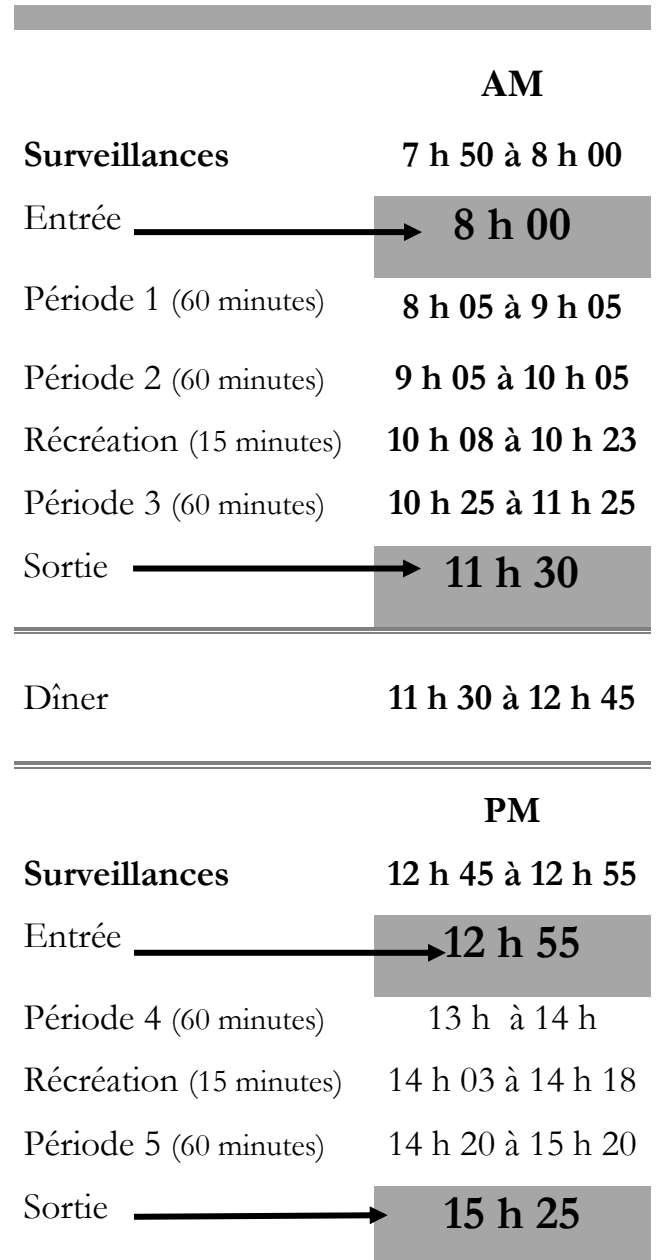 AM
Surveillances 7 h 50 à 8 h 00
Entrée 8 h 00
Période 1 (60 minutes) 8 h 05 à 9 h 05
Période 2 (60 minutes) 9 h 05 à 10 h 05
Récréation (15 minutes) 10 h 08 à 10 h 23
Période 3 (60 minutes) 10 h 25 à 11 h 25
Sortie 11 h 30
Dîner 11 h 30 à 12 h 45
PM
Surveillances 12 h 45 à 12 h 55
Entrée 12 h 55
Période 4 (60 minutes) 13 h à 14 h
Récréation (15 minutes) 14 h 03 à 14 h 18
Période 5 (60 minutes) 14 h 20 à 15 h 20
Sortie 15 h 25